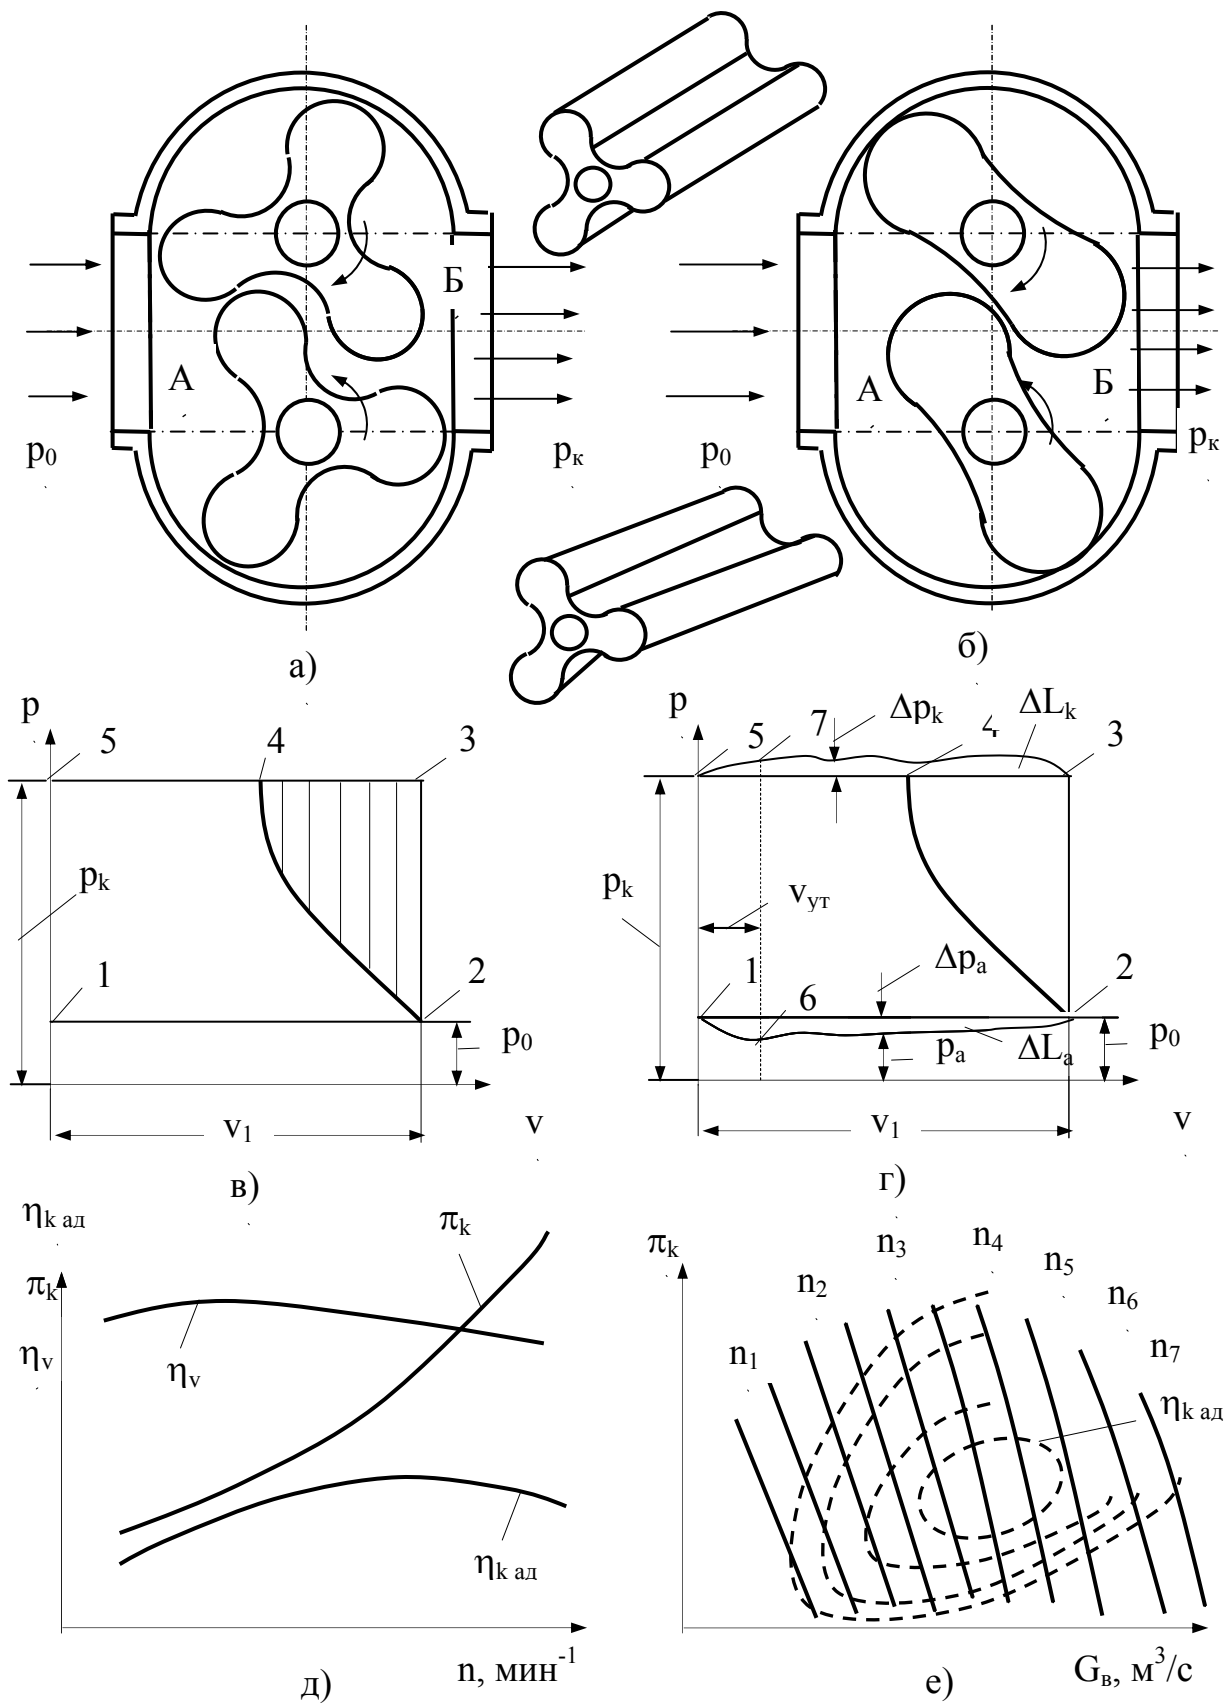 А
Б
p₀
pк
а)
А
Б
p₀
pк
б)
p
5
4
3
pk
1
2
p₀
v₁
v
в)
p
5
7
Δpk
4
ΔLk
3
pk
vут
Δpa
1
6
2
pa
ΔLa
p₀
v₁
v
г)
ηk ад
πk
ηv
πk
ηv
ηk ад
n, мин⁻¹
д)
πk
n₁
n₂
n₃
n₄
n₅
n₆
n₇
ηk ад
Gв, м³/с
е)